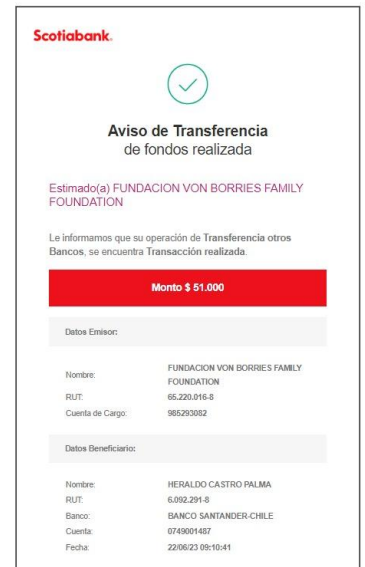 Scotiabank.
Aviso de Transferencia
de fondos realizada
Estimado(a) FUNDACION VON BORRIES FAMILY
FOUNDATION
Le informamos que su operación de Transferencia otros
Bancos, se encuentra Transacción realizada.
Monto $ 51.000
Datos Emisor:
Nombre: FUNDACION VON BORRIES FAMILY
FOUNDATION
RUT: 65.220.016-8
Cuenta de Cargo: 985293082
Datos Beneficiario:
Nombre: HERALDO CASTRO PALMA
RUT: 6.092.291-8
Banco: BANCO SANTANDER-CHILE
Cuenta: 0749001487
Fecha: 22/06/23 09:10:41